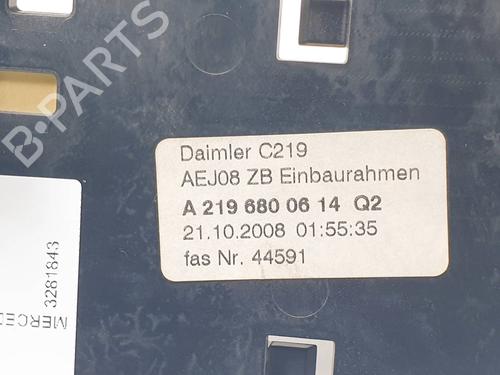 B-PARTS
Daimler C219
AEJ08 ZB Einbaurahmen
A 219 680 06 14 Q2
21.10.2008 01:55:35
fas Nr. 44591
3281843
MERCED